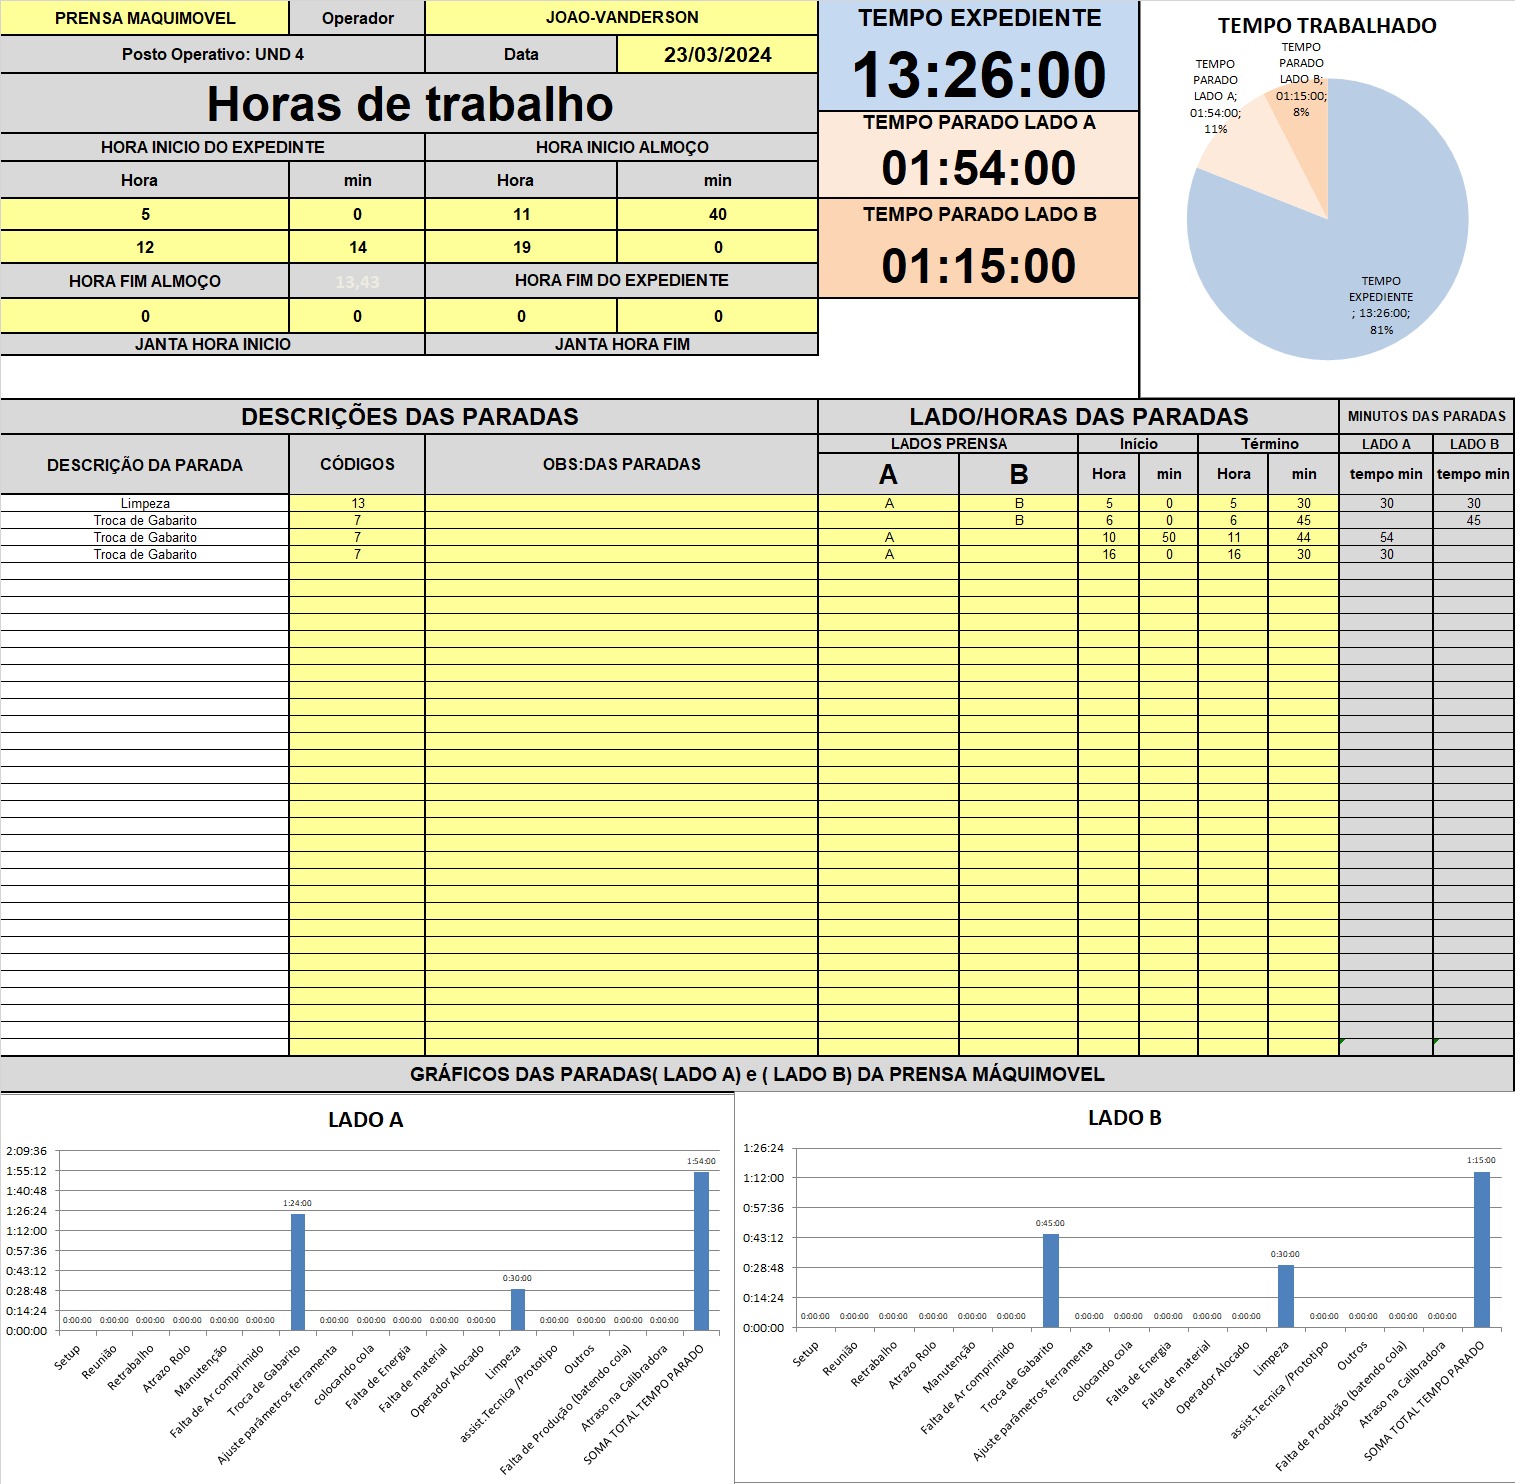 PRENSA MAQUIMOVEL Operador JOAO-VANDERSON
Posto Operativo: UND 4 Data 23/03/2024
Horas de trabalho
HORA INICIO DO EXPEDINTE HORA INICIO ALMOÇO
Hora min Hora min
5 0 11 40
12 14 19 0
HORA FIM ALMOÇO 13,43 HORA FIM DO EXPEDIENTE
0 0 0 0
JANTA HORA INICIO JANTA HORA FIM
TEMPO EXPEDIENTE
13:26:00
TEMPO PARADO LADO A
01:54:00
TEMPO PARADO LADO B
01:15:00
TEMPO TRABALHADO
TEMPO
PARADO
LADO A;
01:54:00;
11%
TEMPO
PARADO
LADO B;
01:15:00;
8%
TEMPO
EXPEDIENTE
; 13:26:00;
81%
DESCRIÇÕES DAS PARADAS LADO/HORAS DAS PARADAS MINUTOS DAS PARADAS
DESCRIÇÃO DA PARADA CÓDIGOS OBS:DAS PARADAS
LADOS PRENSA Início Término LADO A LADO B
A B Hora min Hora min tempo min tempo min
Limpeza 13 A B 5 0 5 30 30 30
Troca de Gabarito 7 B 6 0 6 45 45
Troca de Gabarito 7 A 10 50 11 44 54
Troca de Gabarito 7 A 16 0 16 30 30
GRÁFICOS DAS PARADAS( LADO A) e ( LADO B) DA PRENSA MÁQUIMOVEL
LADO A
2:09:36
1:55:12
1:40:48
1:26:24
1:12:00
0:57:36
0:43:12
0:28:48
0:14:24
0:00:00
0:00:00 0:00:00 0:00:00 0:00:00 0:00:00 0:00:00 1:24:00 0:00:00 0:00:00 0:00:00 0:00:00 0:00:00 0:30:00 0:00:00 0:00:00 0:00:00 0:00:00 1:54:00
Setup
Reunião
Retrabalho
Atrazo Rolo
Manutenção
Falta de Ar comprimido
Troca de Gabarito
Ajuste parâmetros ferramenta
colocando cola
Falta de Energia
Falta de material
Operador Alocado
Limpeza
assist.Tecnica /Prototipo
Outros
Falta de Produção (batendo cola)
Atraso na Calibradora
SOMA TOTAL TEMPO PARADO
LADO B
1:26:24
1:12:00
0:57:36
0:43:12
0:28:48
0:14:24
0:00:00
0:00:00 0:00:00 0:00:00 0:00:00 0:00:00 0:00:00 0:45:00 0:00:00 0:00:00 0:00:00 0:00:00 0:00:00 0:30:00 0:00:00 0:00:00 0:00:00 0:00:00 1:15:00
Setup
Reunião
Retrabalho
Atrazo Rolo
Manutenção
Falta de Ar comprimido
Troca de Gabarito
Ajuste parâmetros ferramenta
colocando cola
Falta de Energia
Falta de material
Operador Alocado
Limpeza
assist.Tecnica /Prototipo
Outros
Falta de Produção (batendo cola)
Atraso na Calibradora
SOMA TOTAL TEMPO PARADO